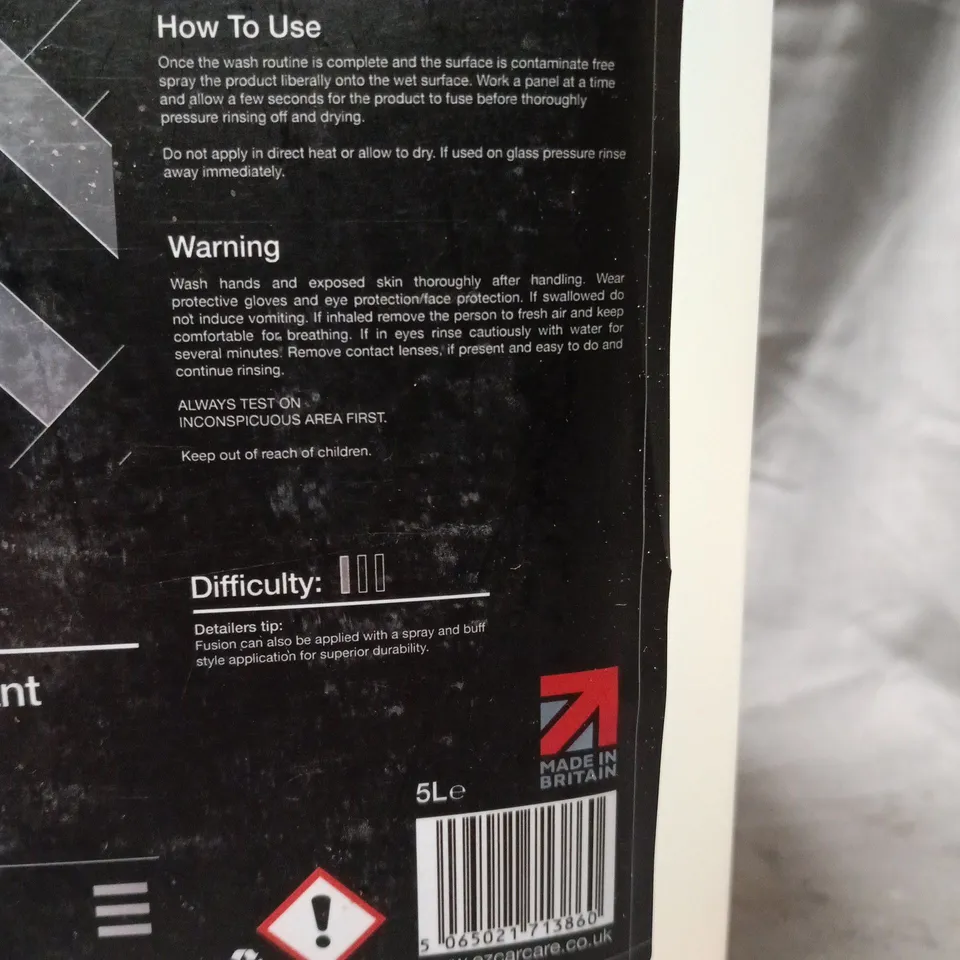 How To Use
Once the wash routine is complete and the surface is contaminate free
spray the product liberally onto the wet surface. Work a panel at a time
and allow a few seconds for the product to fuse before thoroughly
pressure rinsing off and drying.
Do not apply in direct heat or allow to dry. If used on glass pressure rinse
away immediately.
Warning
Wash hands and exposed skin thoroughly after handling. Wear
protective gloves and eye protection/face protection. If swallowed do
not induce vomiting. If inhaled remove the person to fresh air and keep
comfortable for breathing. If in eyes rinse cautiously with water for
several minutes. Remove contact lenses, if present and easy to do and
continue rinsing.
ALWAYS TEST ON
INCONSPICUOUS AREA FIRST.
Keep out of reach of children.
Difficulty:
Detailers tip:
Fusion can also be applied with a spray and buff
style application for superior durability.
nt
MADE IN
BRITAIN
5L℮
5 065021 713860
ezcarcare.co.uk